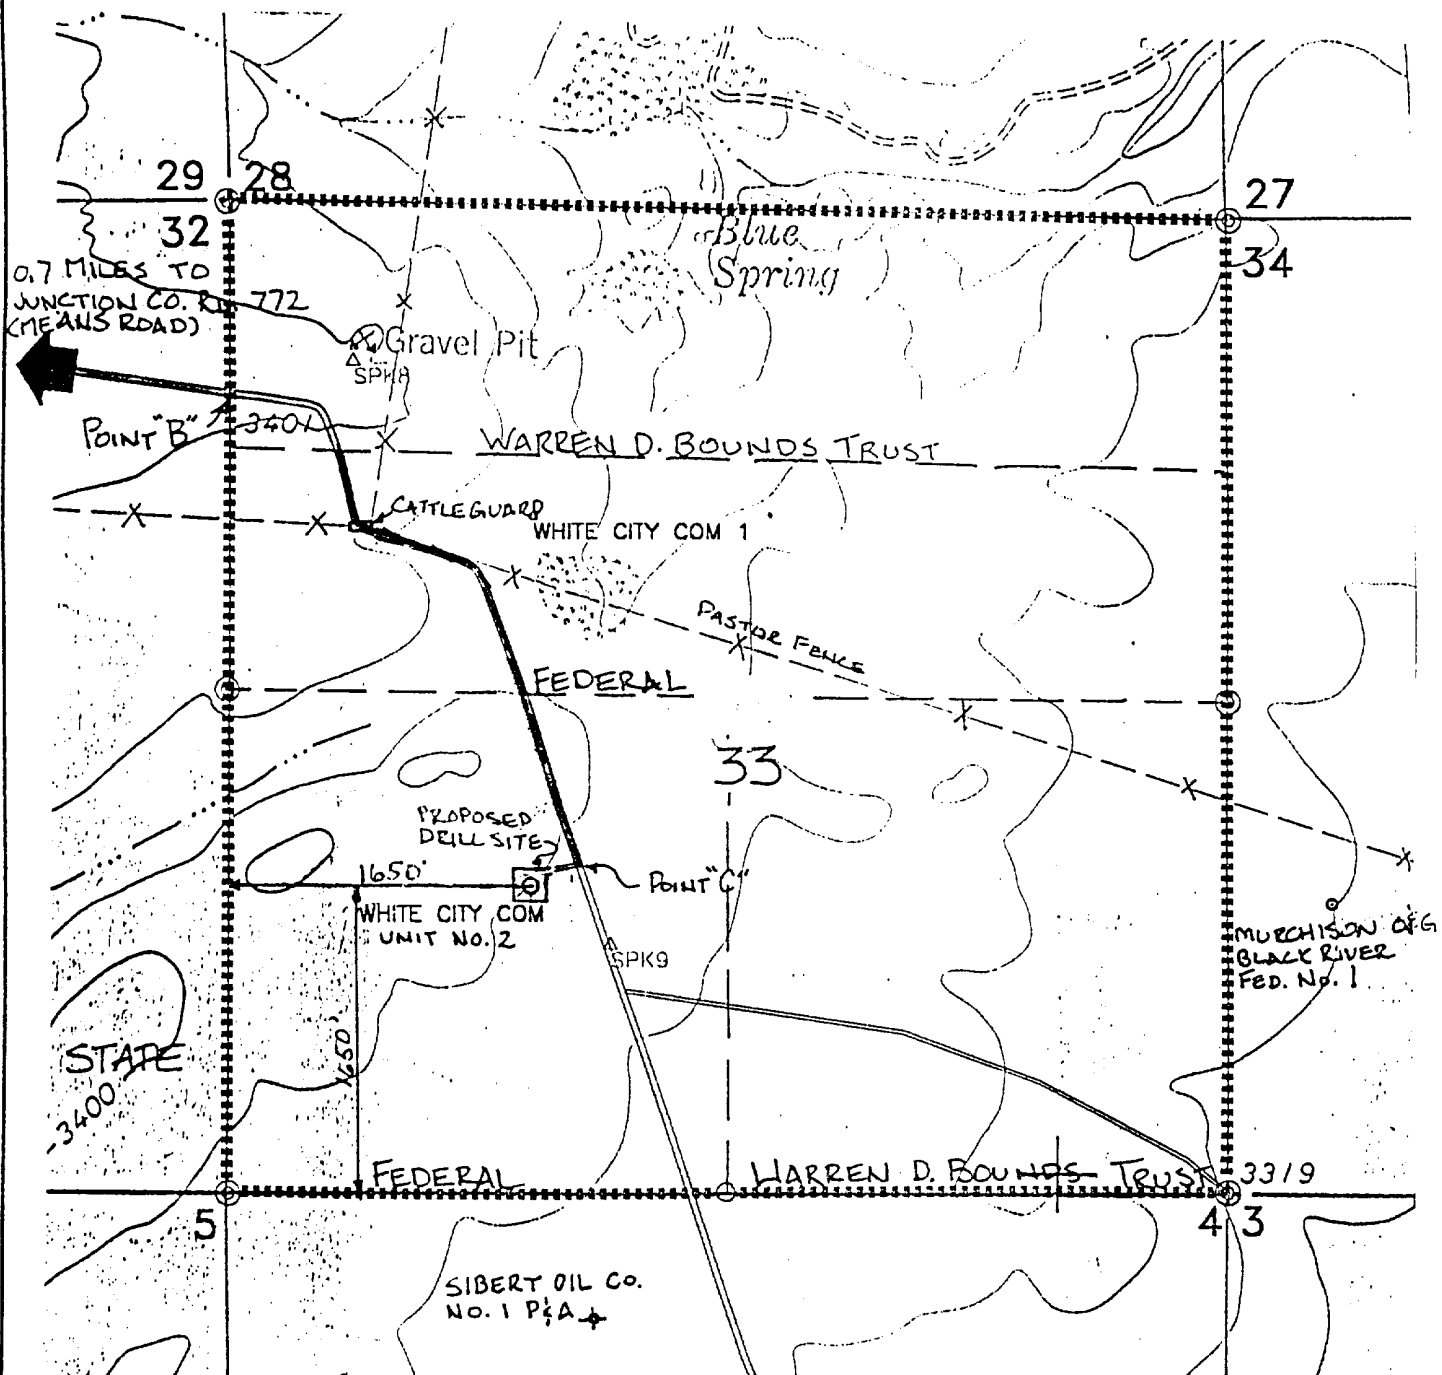 29 28
27
32
34
Blue
Spring
0.7 MILES TO
JUNCTION CO. RD 772
(MEANS ROAD)
Gravel Pit
SPK8
POINT "B"
3401
WARREN D. BOUNDS TRUST
CATTLEGUARD
WHITE CITY COM 1
PASTOR FENCE
FEDERAL
33
PROPOSED
DRILL SITE
1650'
POINT "C"
WHITE CITY COM
UNIT NO. 2
SPK9
MURCHISON O&G
BLACK RIVER
FED. No. 1
STATE
3400
1650'
FEDERAL
WARREN D. BOUNDS TRUST
3319
5
4 3
SIBERT OIL CO.
NO. 1 P&A